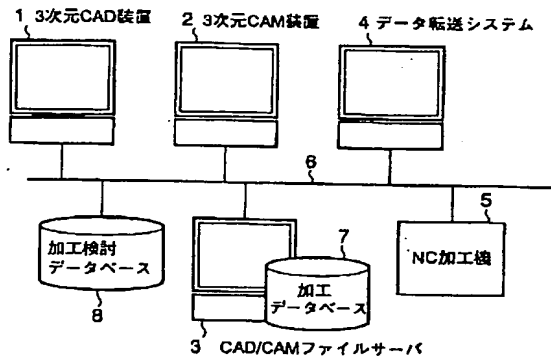 1 3次元CAD装置
2 3次元CAM装置
4 データ転送システム
6
5
加工検討
データベース
8
7
加工
データベース
NC加工機
3 CAD/CAMファイルサーバ